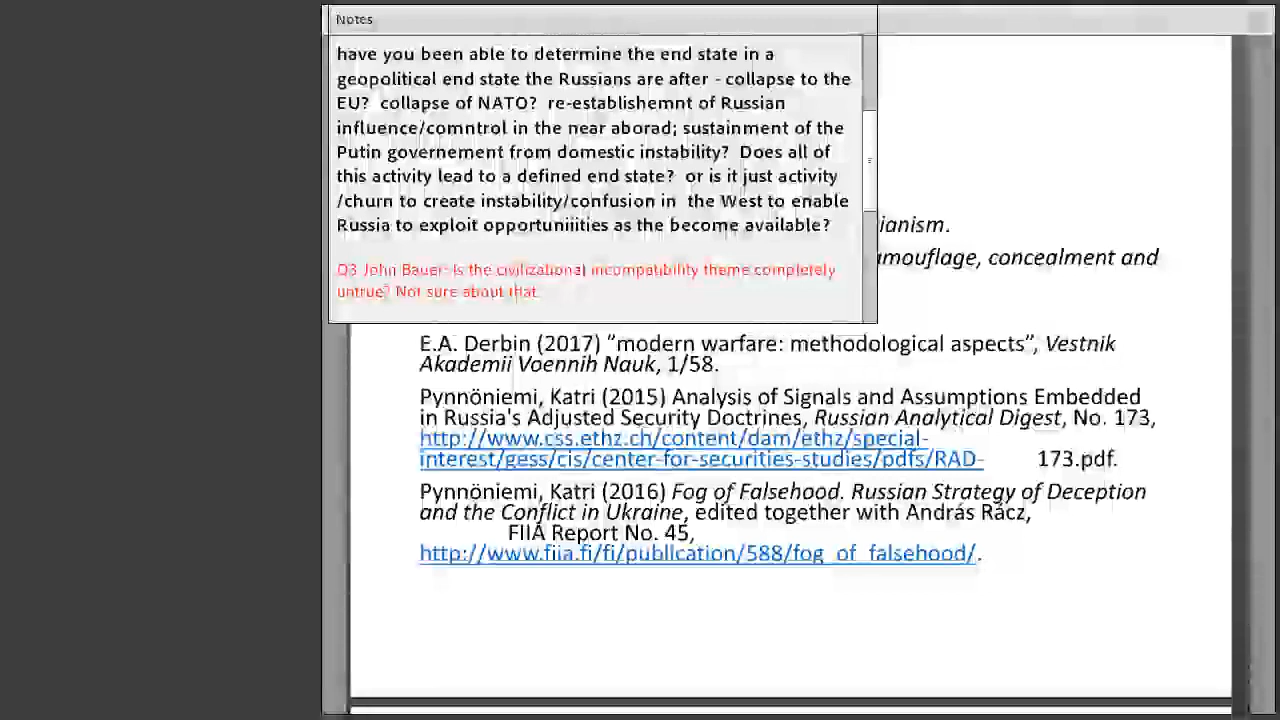 Notes
have you been able to determine the end state in a
geopolitical end state the Russians are after - collapse to the
EU? collapse of NATO? re-establishemnt of Russian
influence/comntrol in the near aborad; sustainment of the
Putin governement from domestic instability? Does all of
this activity lead to a defined end state? or is it just activity
/churn to create instability/confusion in the West to enable
Russia to exploit opportuniiities as the become available?
Q3 John Bauer: Is the civilizational incompatibility theme completely
untrue? Not sure about that.
ianism.
amouflage, concealment and
E.A. Derbin (2017) ”modern warfare: methodological aspects”, Vestnik
Akademii Voennih Nauk, 1/58.
Pynnöniemi, Katri (2015) Analysis of Signals and Assumptions Embedded
in Russia's Adjusted Security Doctrines, Russian Analytical Digest, No. 173,
http://www.css.ethz.ch/content/dam/ethz/special-
interest/gess/cis/center-for-securities-studies/pdfs/RAD- 173.pdf.
Pynnöniemi, Katri (2016) Fog of Falsehood. Russian Strategy of Deception
and the Conflict in Ukraine, edited together with András Rácz,
FIIA Report No. 45,
http://www.fiia.fi/fi/publication/588/fog_of_falsehood/.